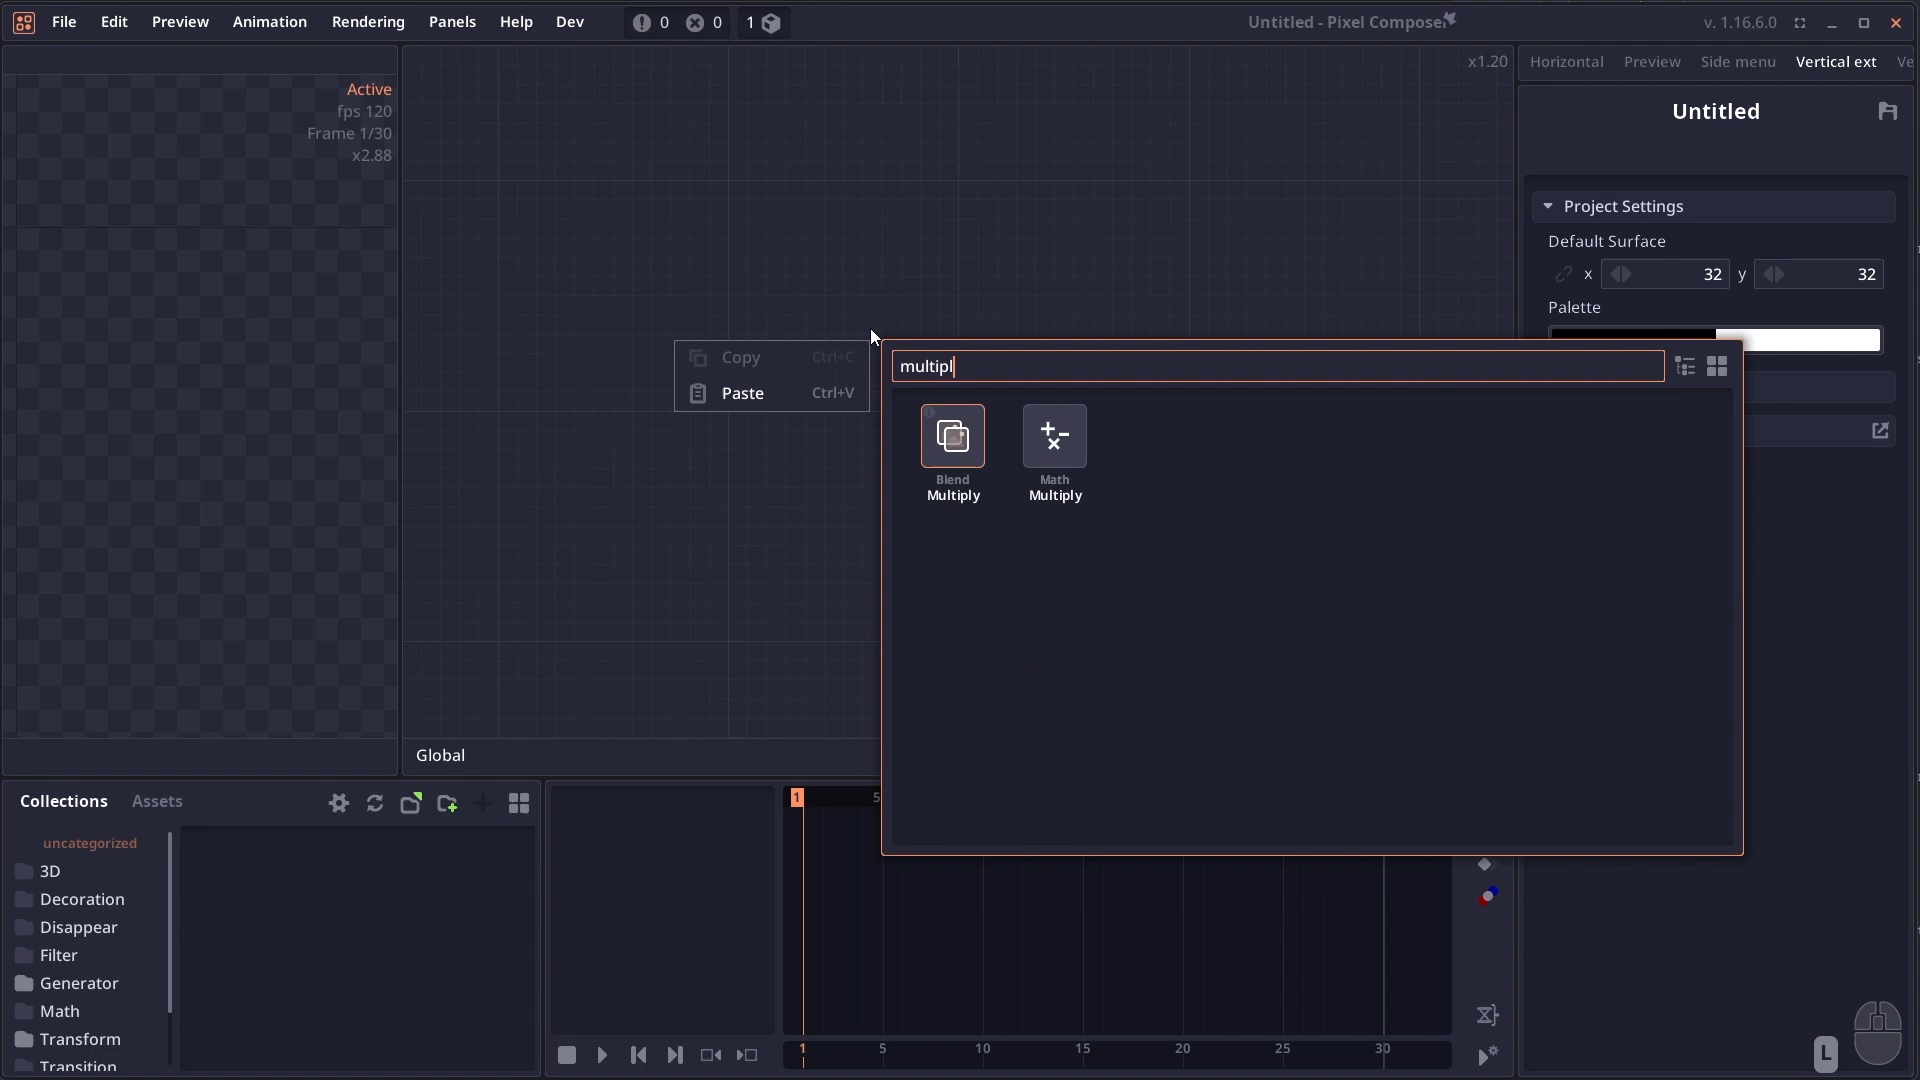 File Edit View Preview Animation Rendering Panels Help Dev 0 0 1 Untitled - Pixel Composer v. 1.16.6.0
Active
fps 120
Frame 1/30
x2.88
x1.20
Horizontal Preview Side menu Vertical ext Ve
Untitled
Project Settings
Default Surface
x 32 y 32
Palette
Copy Ctrl+C
Paste Ctrl+V
multipl
Blend
Multiply
Math
Multiply
Global
Collections Assets
uncategorized
3D
Decoration
Disappear
Filter
Generator
Math
Transform
Transition
1 5
1 5 10 15 20 25 30
L